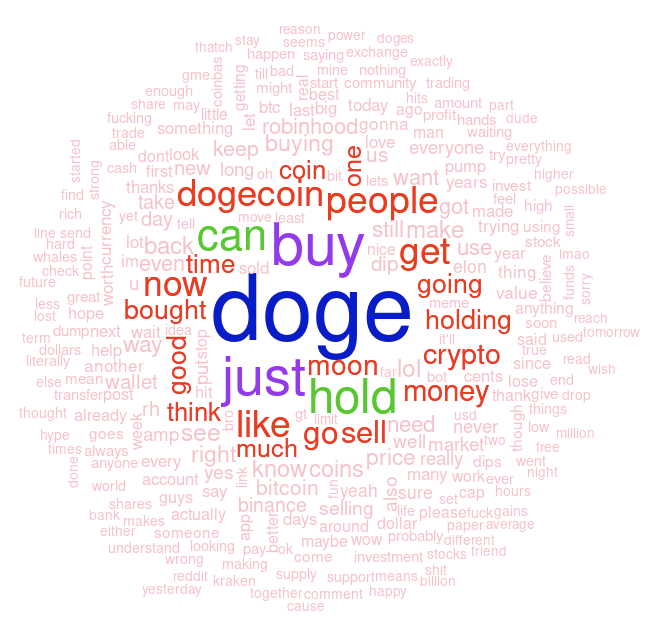 reason
stay seems power
thatch happen saying doges
coinbas exchange exactly
gme getting till bad mine nothing
enough might real start community trading
share may best hits amount part
fucking little let btc last big today ago profit hands dude
trade something robinhood gonna man waiting
able buying love everyone everything
started dont look keep coin one us try pretty
cash first new long oh bit lets want pump higher
find strong thanks dogecoin people years invest possible
rich take got made feel high small
yet day tell move least still make trying using
line send currency lot back can buy nice use year stock
hard point im even time sold dip get elon thing lmao
whales worth believe funds sorry
check u now doge going value
future bought meme anything reach
less great holding soon
lost hope
term dump next wait idea it'll said used tomorrow
dollars help way good put stop crypto true
literally another just moon far lol since read wish
else mean wallet hit bot cents lose end
transfer post hold money thank give drop
thought already rh think bro gt limit usd things
hype goes week amp see like go sell need never though low million
times always much well market two free
done anyone every right price really dips went
world account yes link know coins many work ever night
guys say bitcoin fun yeah also sure cap hours
shares binance selling life set
bank makes actually app better days dollar please fuck gains
either someone around paper average
understand looking pay ok maybe wow probably different
wrong making come investment stocks friend
reddit kraken supply support means shit
yesterday billion
together comment happy
cause